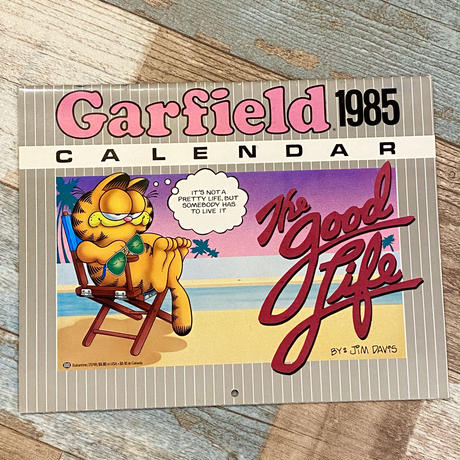 Garfield 1985
CALENDAR
IT'S NOT A
PRETTY LIFE, BUT
SOMEBODY HAS
TO LIVE IT
The
good
Life
BY: JIM DAVIS